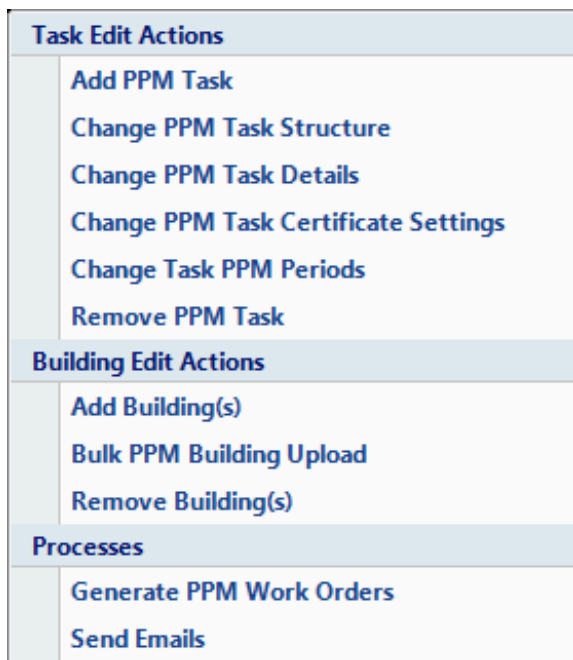 Task Edit Actions
Add PPM Task
Change PPM Task Structure
Change PPM Task Details
Change PPM Task Certificate Settings
Change Task PPM Periods
Remove PPM Task
Building Edit Actions
Add Building(s)
Bulk PPM Building Upload
Remove Building(s)
Processes
Generate PPM Work Orders
Send Emails